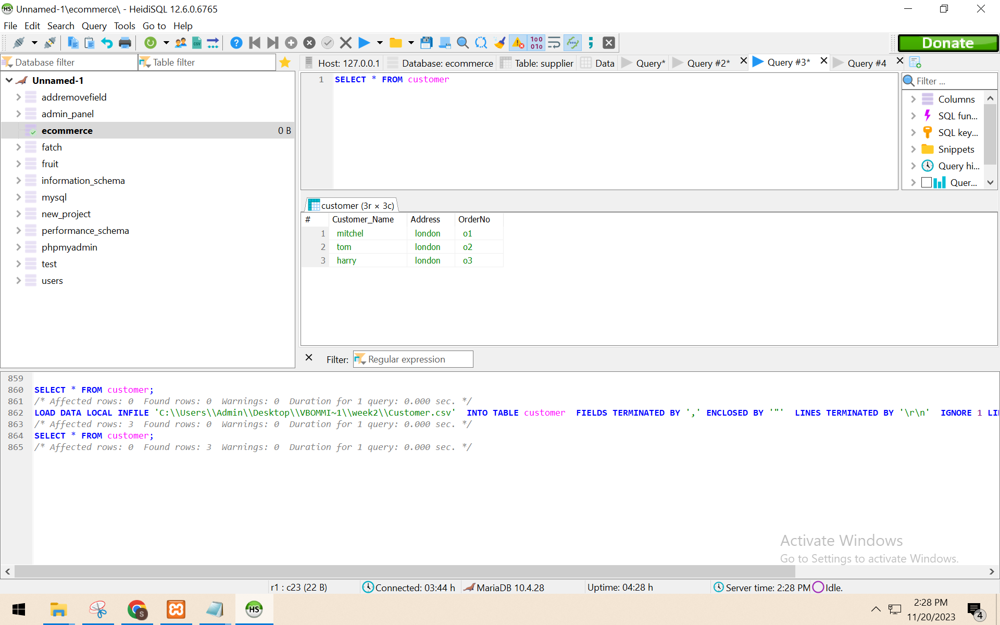 HS Unnamed-1\ecommerce\ - HeidiSQL 12.6.0.6765
File Edit Search Query Tools Go to Help
Donate
Database filter Table filter
Host: 127.0.0.1 Database: ecommerce Table: supplier Data Query* Query #2* Query #3* Query #4
Unnamed-1
addremovefield
admin_panel
ecommerce 0 B
fatch
fruit
information_schema
mysql
new_project
performance_schema
phpmyadmin
test
users
1 SELECT * FROM customer
Filter ...
Columns
SQL fun...
SQL key...
Snippets
Query hi...
Quer...
customer (3r × 3c)
# Customer_Name Address OrderNo
1 mitchel london o1
2 tom london o2
3 harry london o3
Filter: Regular expression
859
860 SELECT * FROM customer;
861 /* Affected rows: 0  Found rows: 0  Warnings: 0  Duration for 1 query: 0.000 sec. */
862 LOAD DATA LOCAL INFILE 'C:\\Users\\Admin\\Desktop\\VBOMMI~1\\week2\\Customer.csv'  INTO TABLE customer  FIELDS TERMINATED BY ',' ENCLOSED BY '"'  LINES TERMINATED BY '\r\n'  IGNORE 1 LI
863 /* Affected rows: 3  Found rows: 0  Warnings: 0  Duration for 1 query: 0.000 sec. */
864 SELECT * FROM customer;
865 /* Affected rows: 0  Found rows: 3  Warnings: 0  Duration for 1 query: 0.000 sec. */
Activate Windows
Go to Settings to activate Windows.
r1 : c23 (22 B) Connected: 03:44 h MariaDB 10.4.28 Uptime: 04:28 h Server time: 2:28 PM Idle.
S HS 2:28 PM
11/20/2023 4